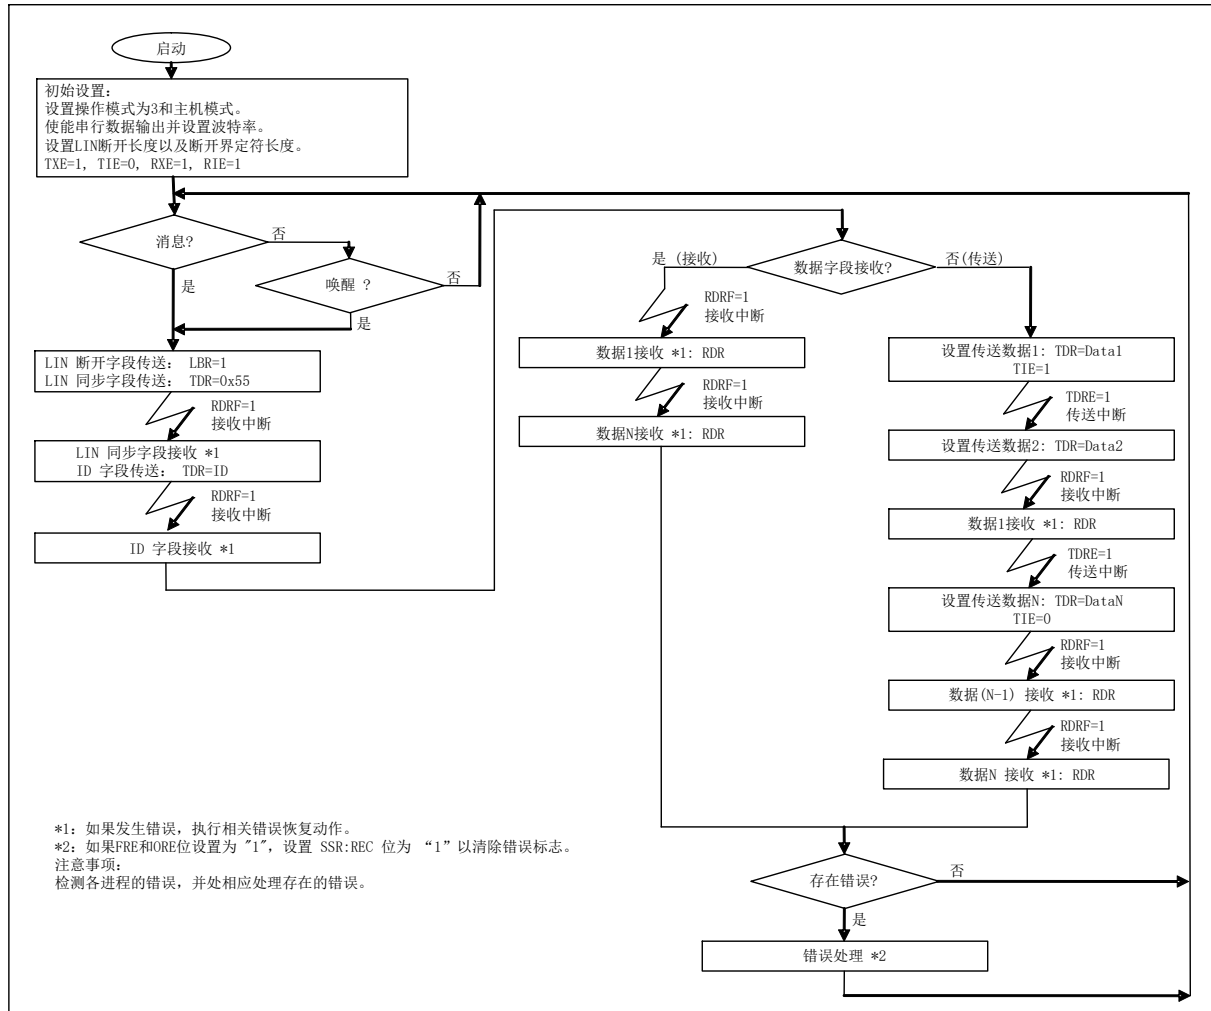 启动
初始设置:
设置操作模式为3和主机模式。
使能串行数据输出并设置波特率。
设置LIN断开长度以及断开界定符长度。
TXE=1, TIE=0, RXE=1, RIE=1
消息?
否
唤醒 ?
否
是
是
LIN 断开字段传送: LBR=1
LIN 同步字段传送: TDR=0x55
RDRF=1
接收中断
LIN 同步字段接收 *1
ID 字段传送: TDR=ID
RDRF=1
接收中断
ID 字段接收 *1
数据字段接收?
是 (接收)
否(传送)
RDRF=1
接收中断
数据1接收 *1: RDR
RDRF=1
接收中断
数据N接收 *1: RDR
设置传送数据1: TDR=Data1
TIE=1
TDRE=1
传送中断
设置传送数据2: TDR=Data2
RDRF=1
接收中断
数据1接收 *1: RDR
TDRE=1
传送中断
设置传送数据N: TDR=DataN
TIE=0
RDRF=1
接收中断
数据(N-1) 接收 *1: RDR
RDRF=1
接收中断
数据N 接收 *1: RDR
存在错误?
否
是
错误处理 *2
*1: 如果发生错误,执行相关错误恢复动作。
*2: 如果FRE和ORE位设置为 "1", 设置 SSR:REC 位为 “1”以清除错误标志。
注意事项:
检测各进程的错误,并处相应处理存在的错误。